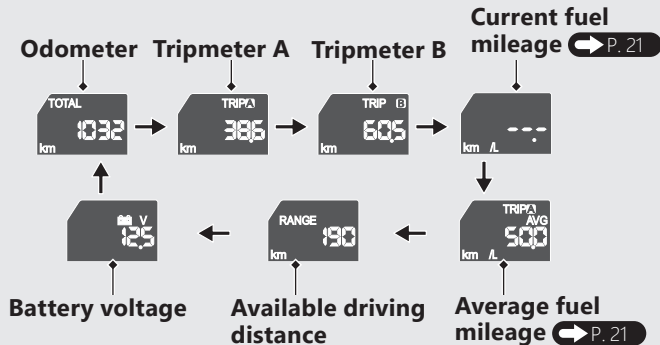 Current fuel
mileage P. 21
Odometer Tripmeter A Tripmeter B
TOTAL
1032
km
TRIP A
38.6
km
TRIP B
60.5
km
--.-
km /L
V
12.5
RANGE
190
km
TRIP A
AVG
50.0
km /L
Battery voltage
Available driving
distance
Average fuel
mileage P. 21